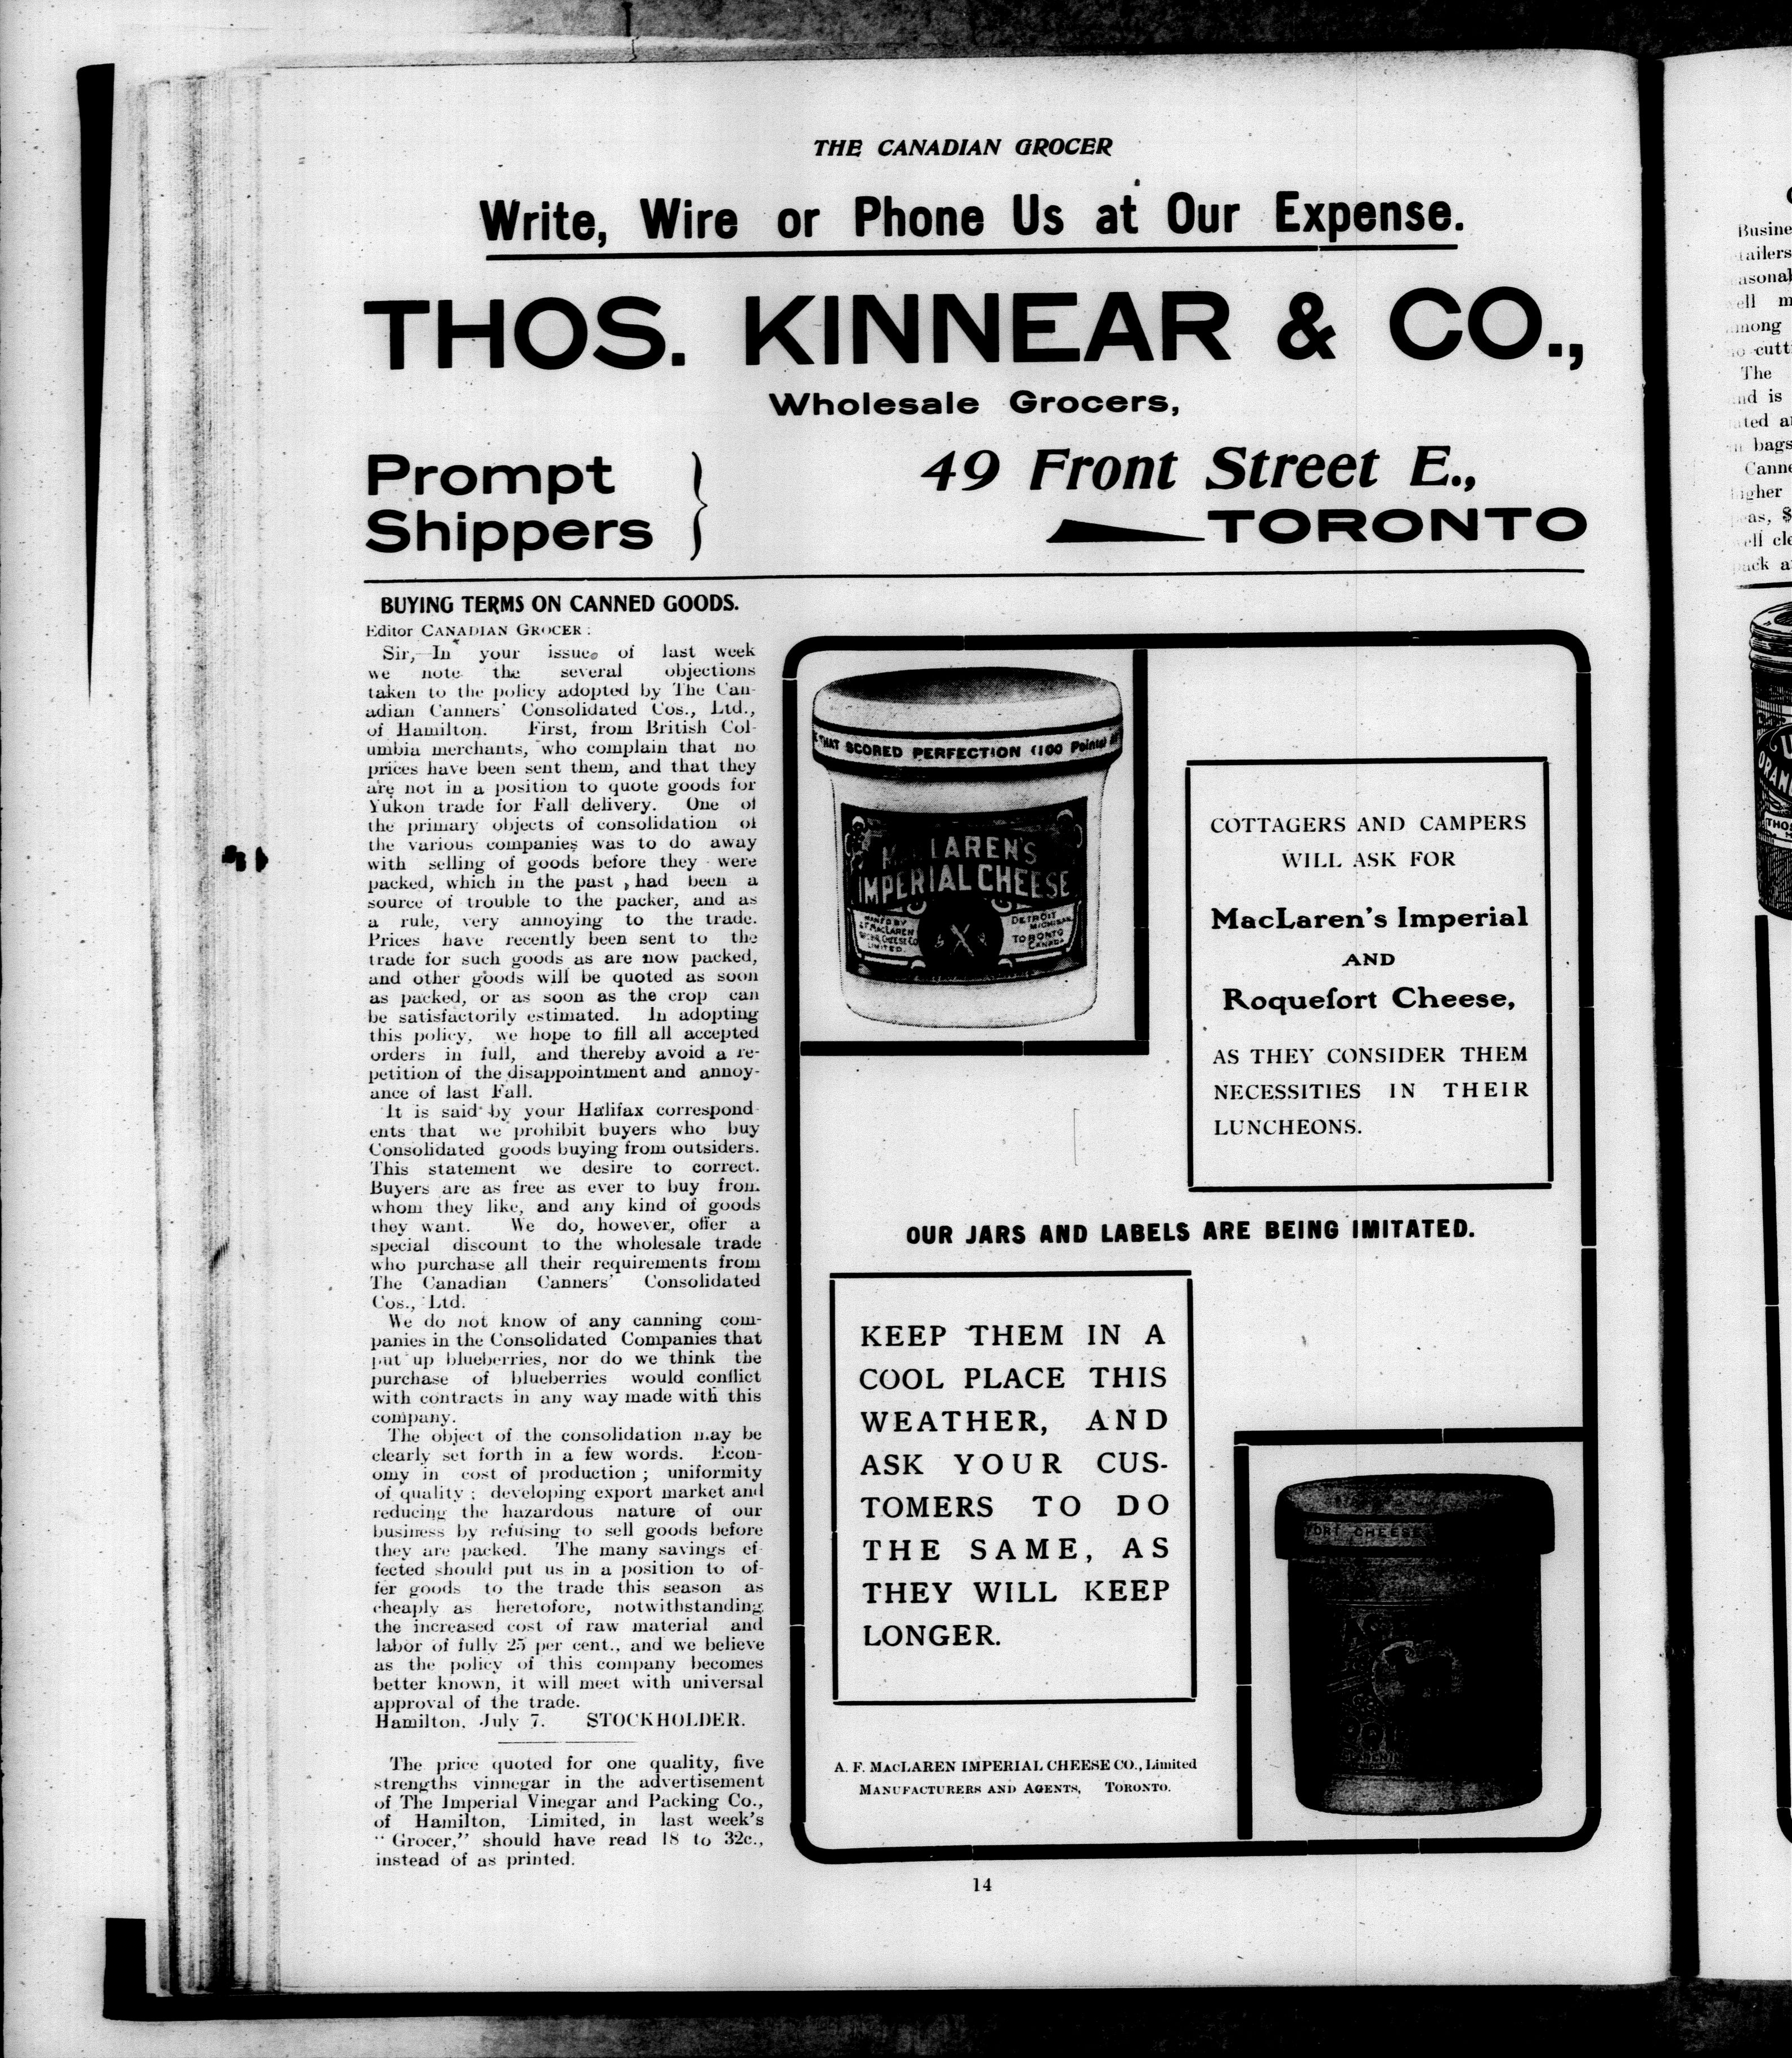 THE CANADIAN GROCER
Write, Wire or Phone Us at Our Expense.
THOS. KINNEAR & CO.,
Wholesale Grocers,
Prompt
Shippers
49 Front Street E.,
TORONTO
BUYING TERMS ON CANNED GOODS.
Editor CANADIAN GROCER:
Sir,—In your issue of last week
we note the several objections
taken to the policy adopted by The Can-
adian Canners' Consolidated Cos., Ltd.,
of Hamilton. First, from British Col-
umbia merchants, who complain that no
prices have been sent them, and that they
are not in a position to quote goods for
Yukon trade for Fall delivery. One of
the primary objects of consolidation of
the various companies was to do away
with selling of goods before they were
packed, which in the past, had been a
source of trouble to the packer, and as
a rule, very annoying to the trade.
Prices have recently been sent to the
trade for such goods as are now packed,
and other goods will be quoted as soon
as packed, or as soon as the crop can
be satisfactorily estimated. In adopting
this policy, we hope to fill all accepted
orders in full, and thereby avoid a re-
petition of the disappointment and annoy-
ance of last Fall.
It is said by your Halifax correspond-
ents that we prohibit buyers who buy
Consolidated goods buying from outsiders.
This statement we desire to correct.
Buyers are as free as ever to buy from
whom they like, and any kind of goods
they want. We do, however, offer a
special discount to the wholesale trade
who purchase all their requirements from
The Canadian Canners' Consolidated
Cos., Ltd.
We do not know of any canning com-
panies in the Consolidated Companies that
put up blueberries, nor do we think the
purchase of blueberries would conflict
with contracts in any way made with this
company.
The object of the consolidation may be
clearly set forth in a few words. Econ-
omy in cost of production; uniformity
of quality; developing export market and
reducing the hazardous nature of our
business by refusing to sell goods before
they are packed. The many savings ef-
fected should put us in a position to of-
fer goods to the trade this season as
cheaply as heretofore, notwithstanding
the increased cost of raw material and
labor of fully 25 per cent., and we believe
as the policy of this company becomes
better known, it will meet with universal
approval of the trade.
Hamilton, July 7. STOCKHOLDER.
The price quoted for one quality, five
strengths vinnegar in the advertisement
of The Imperial Vinegar and Packing Co.,
of Hamilton, Limited, in last week's
"Grocer," should have read 18 to 32c.,
instead of as printed.
THAT SCORED PERFECTION (100 Points)
MACLAREN'S
IMPERIAL CHEESE
MANFD BY
A.F. MACLAREN
IMPERIAL CHEESE CO
LIMITED.
DETROIT
MICHIGAN
TORONTO
CANADA
COTTAGERS AND CAMPERS
WILL ASK FOR
MacLaren's Imperial
AND
Roquefort Cheese,
AS THEY CONSIDER THEM
NECESSITIES IN THEIR
LUNCHEONS.
OUR JARS AND LABELS ARE BEING IMITATED.
KEEP THEM IN A
COOL PLACE THIS
WEATHER, AND
ASK YOUR CUS-
TOMERS TO DO
THE SAME, AS
THEY WILL KEEP
LONGER.
FORT CHEESE
A. F. MACLAREN IMPERIAL CHEESE CO., Limited
MANUFACTURERS AND AGENTS, TORONTO.
14